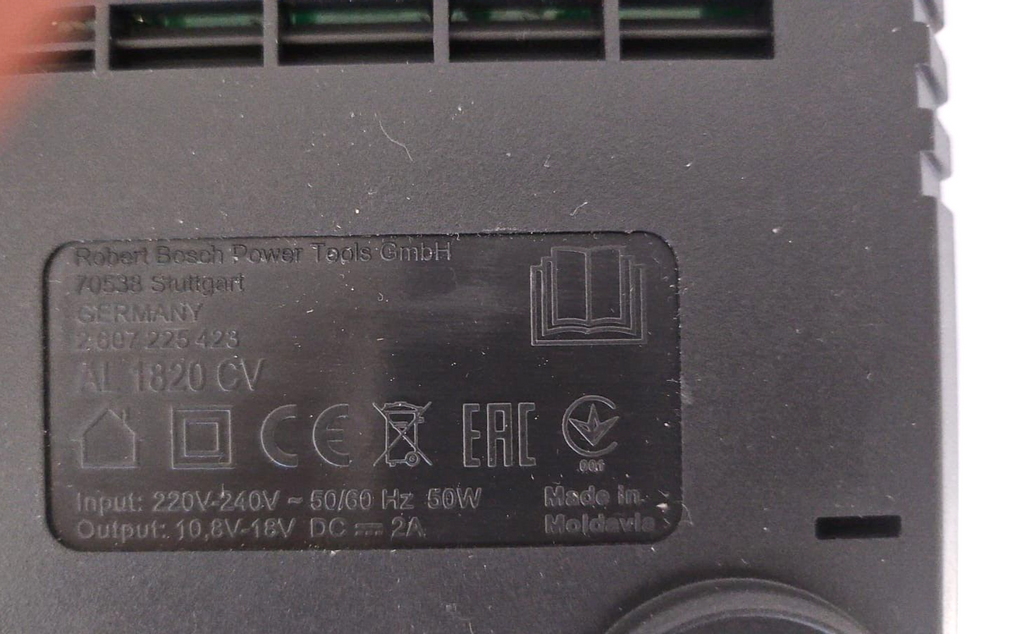 Robert Bosch Power Tools GmbH
70538 Stuttgart
GERMANY
2 607 225 423
AL 1820 CV
CE EAC
.001
Input: 220V-240V ~ 50/60 Hz 50W
Output: 10,8V-18V DC ⎓ 2A
Made in
Moldavia